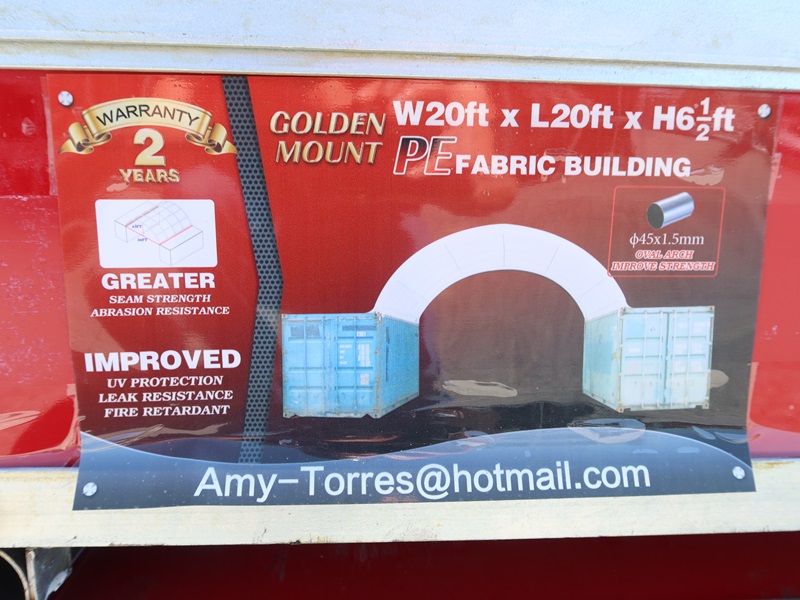 WARRANTY
2
YEARS
GOLDEN MOUNT
W20ft x L20ft x H6½ft
PE FABRIC BUILDING
φ45x1.5mm
OVAL ARCH
IMPROVE STRENGTH
GREATER
SEAM STRENGTH
ABRASION RESISTANCE
IMPROVED
UV PROTECTION
LEAK RESISTANCE
FIRE RETARDANT
Amy-Torres@hotmail.com